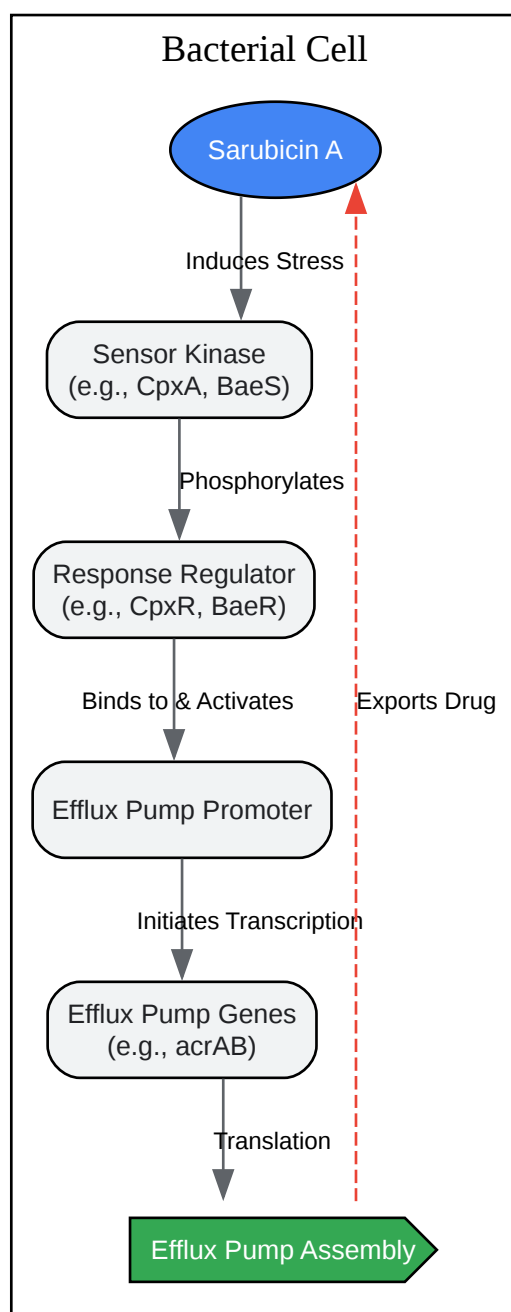 Bacterial Cell
Sarubicin A
Induces Stress
Sensor Kinase
(e.g., CpxA, BaeS)
Phosphorylates
Response Regulator
(e.g., CpxR, BaeR)
Binds to & Activates
Exports Drug
Efflux Pump Promoter
Initiates Transcription
Efflux Pump Genes
(e.g., acrAB)
Translation
Efflux Pump Assembly